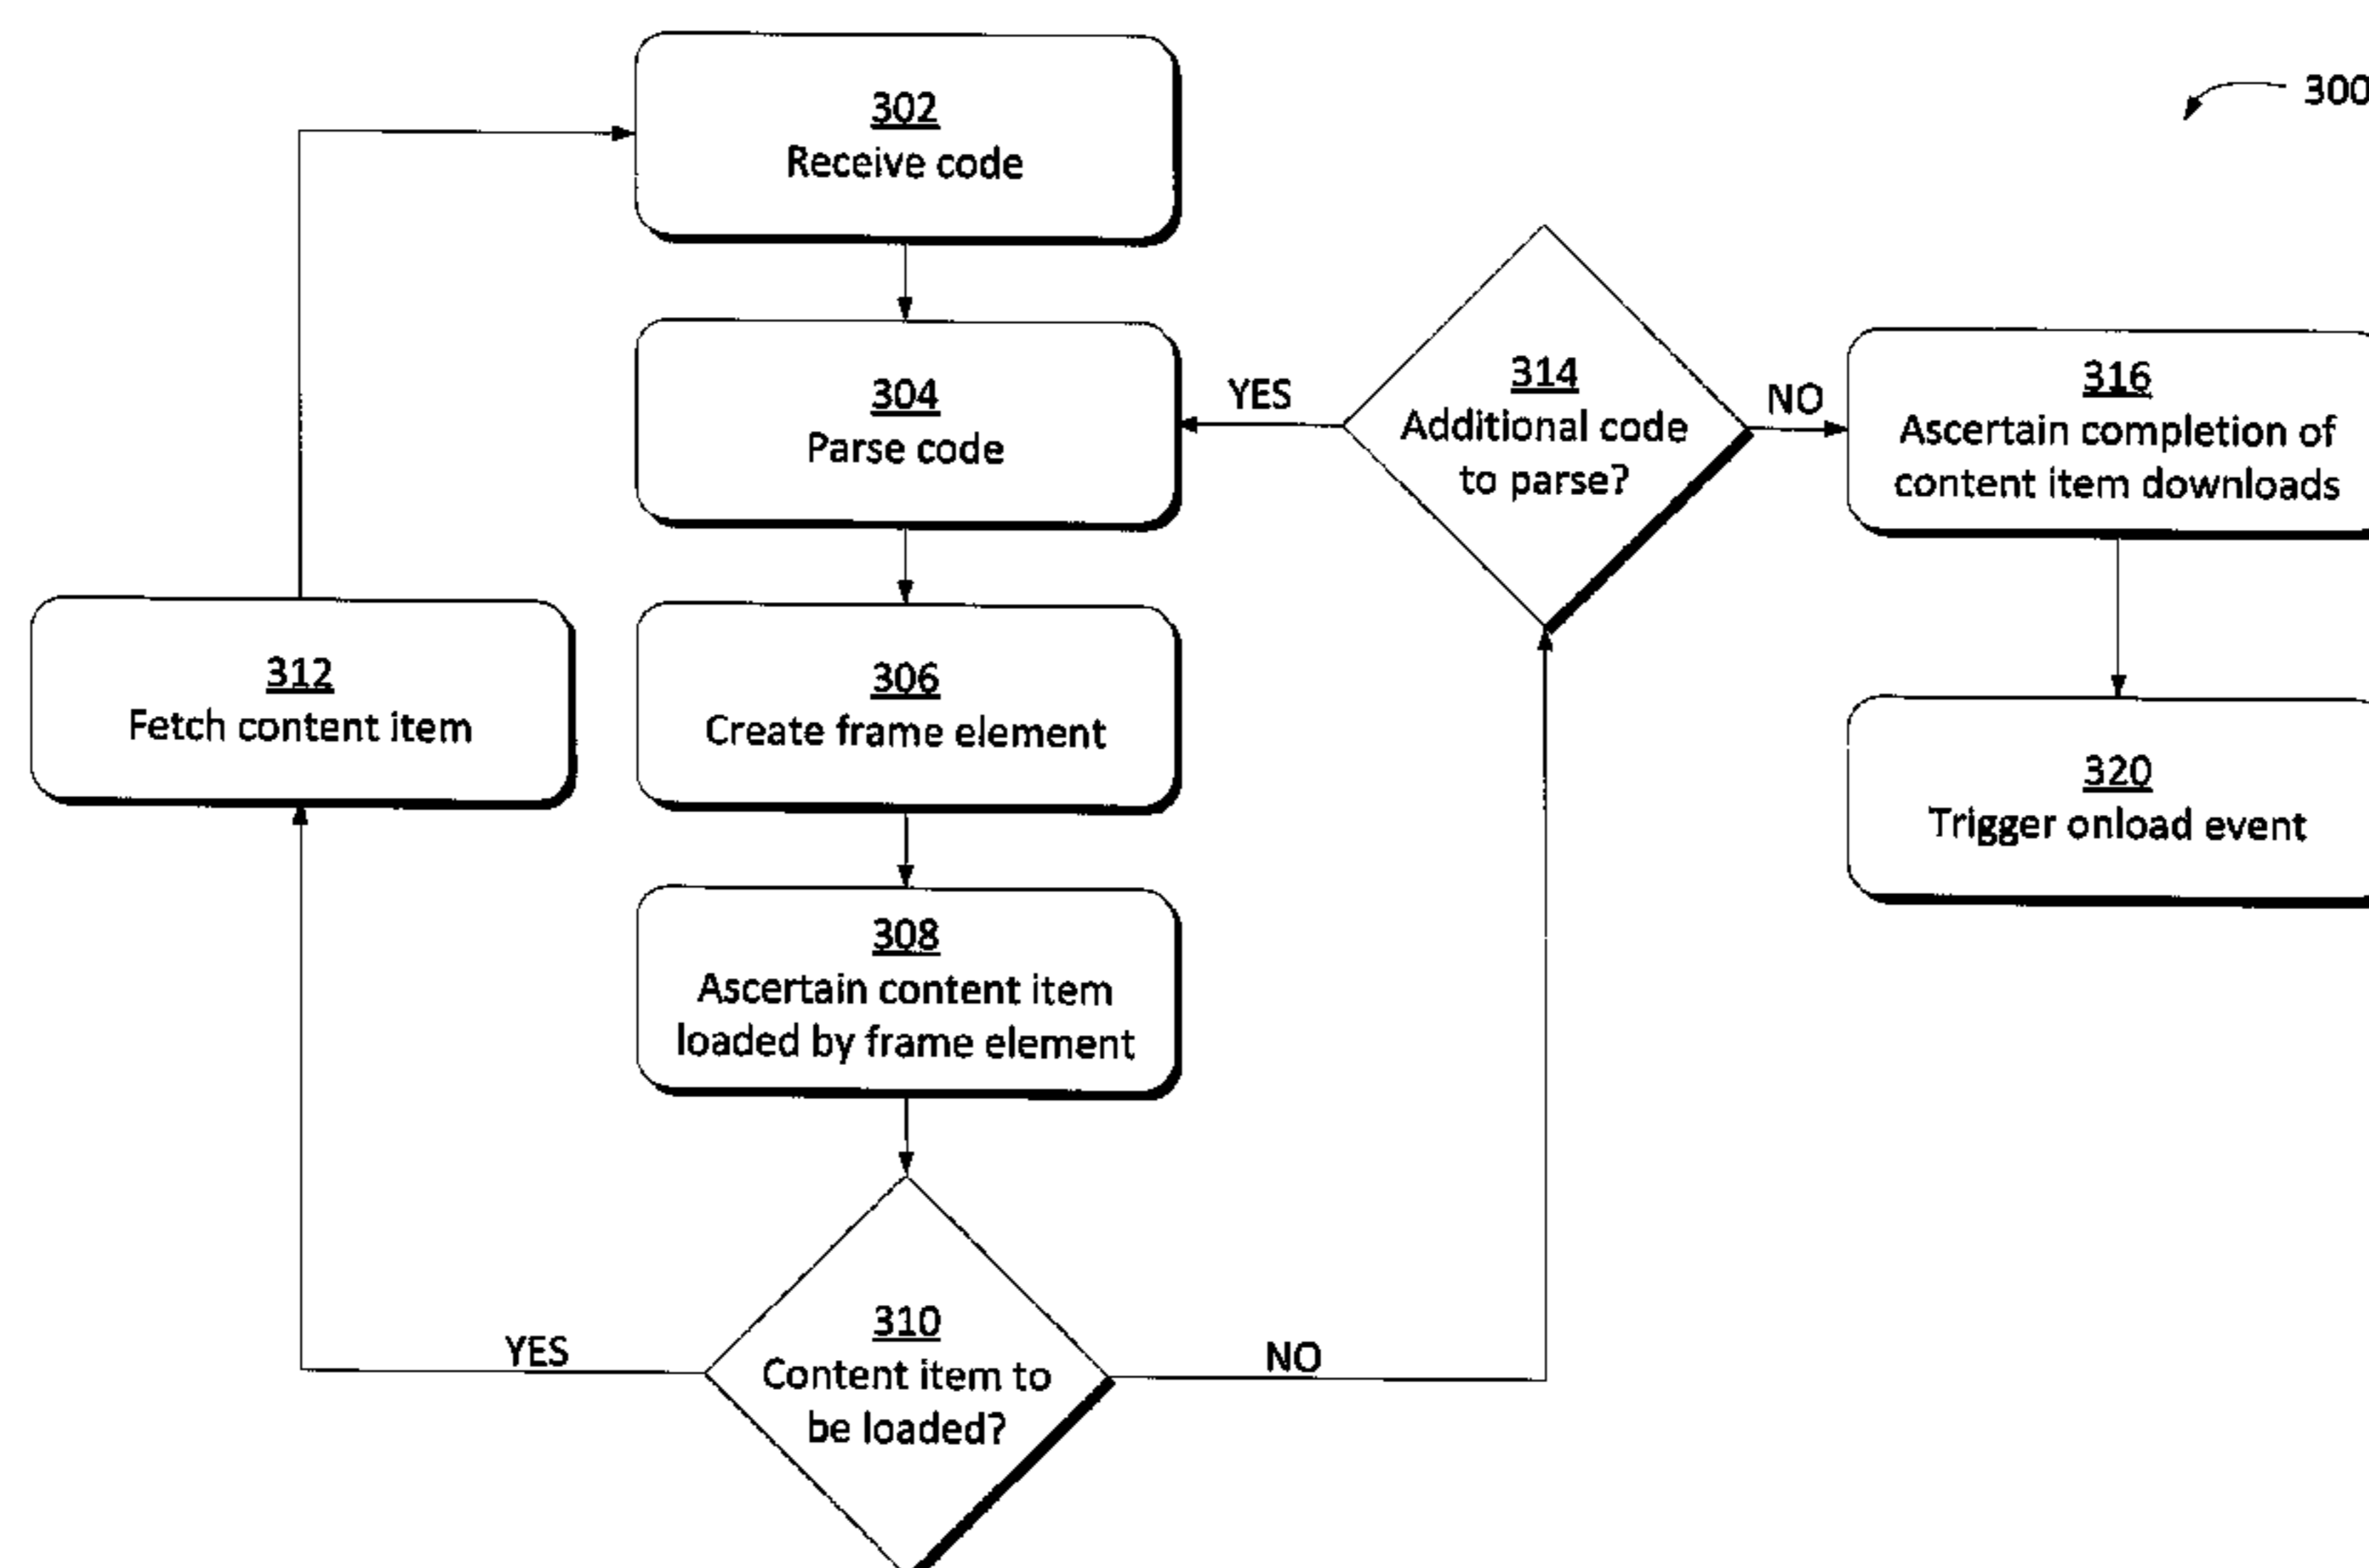 300
302
Receive code
304
Parse code
YES
314
Additional code
to parse?
NO
316
Ascertain completion of
content item downloads
312
Fetch content item
306
Create frame element
320
Trigger onload event
308
Ascertain content item
loaded by frame element
YES
310
Content item to
be loaded?
NO